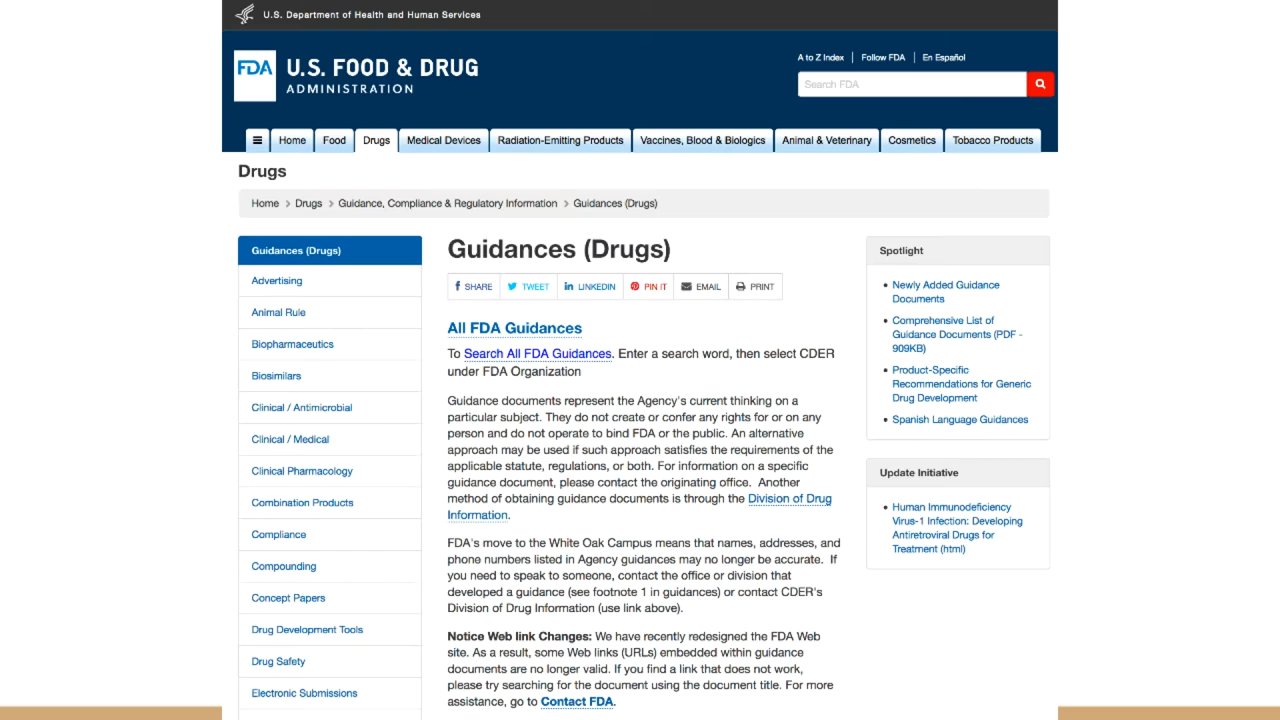 U.S. Department of Health and Human Services
FDA
U.S. FOOD & DRUG
ADMINISTRATION
A to Z Index
Follow FDA
En Español
Search FDA
Home
Food
Drugs
Medical Devices
Radiation-Emitting Products
Vaccines, Blood & Biologics
Animal & Veterinary
Cosmetics
Tobacco Products
Drugs
Home > Drugs > Guidance, Compliance & Regulatory Information > Guidances (Drugs)
Guidances (Drugs)
Advertising
Animal Rule
Biopharmaceutics
Biosimilars
Clinical / Antimicrobial
Clinical / Medical
Clinical Pharmacology
Combination Products
Compliance
Compounding
Concept Papers
Drug Development Tools
Drug Safety
Electronic Submissions
Guidances (Drugs)
SHARE
TWEET
LINKEDIN
PIN IT
EMAIL
PRINT
All FDA Guidances
To Search All FDA Guidances. Enter a search word, then select CDER
under FDA Organization
Guidance documents represent the Agency's current thinking on a
particular subject. They do not create or confer any rights for or on any
person and do not operate to bind FDA or the public. An alternative
approach may be used if such approach satisfies the requirements of the
applicable statute, regulations, or both. For information on a specific
guidance document, please contact the originating office. Another
method of obtaining guidance documents is through the Division of Drug
Information.
FDA's move to the White Oak Campus means that names, addresses, and
phone numbers listed in Agency guidances may no longer be accurate. If
you need to speak to someone, contact the office or division that
developed a guidance (see footnote 1 in guidances) or contact CDER's
Division of Drug Information (use link above).
Notice Web link Changes: We have recently redesigned the FDA Web
site. As a result, some Web links (URLs) embedded within guidance
documents are no longer valid. If you find a link that does not work,
please try searching for the document using the document title. For more
assistance, go to Contact FDA.
Spotlight
Newly Added Guidance
Documents
Comprehensive List of
Guidance Documents (PDF -
909KB)
Product-Specific
Recommendations for Generic
Drug Development
Spanish Language Guidances
Update Initiative
Human Immunodeficiency
Virus-1 Infection: Developing
Antiretroviral Drugs for
Treatment (html)